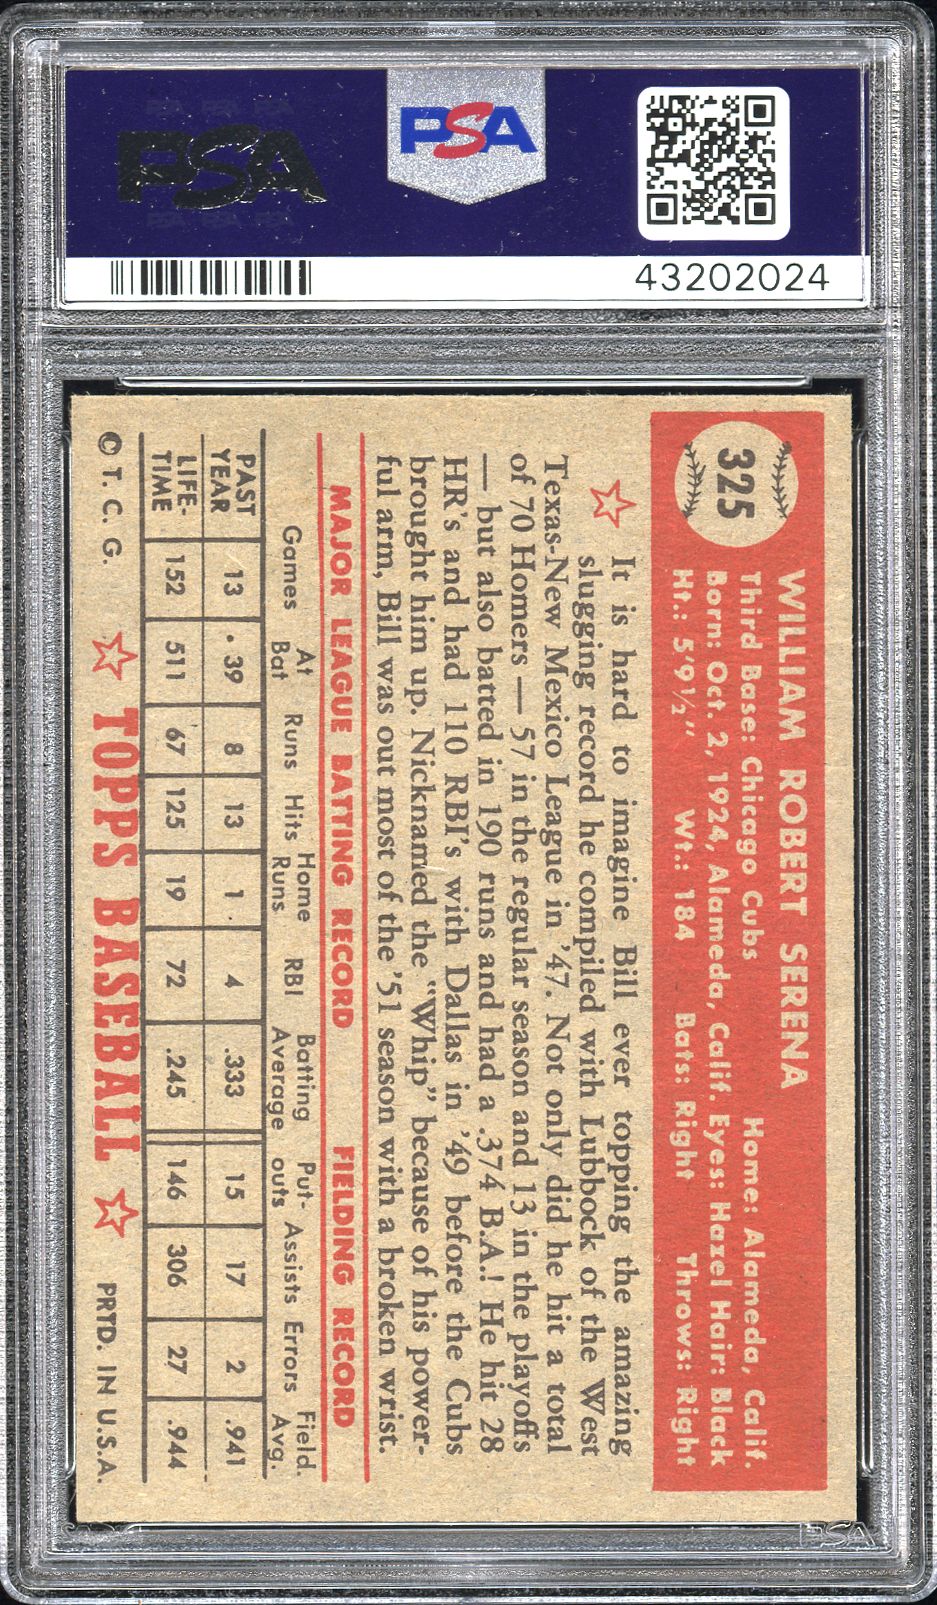 PSA
PSA
43202024
325
WILLIAM ROBERT SERENA
Third Base: Chicago Cubs Home: Alameda, Calif.
Born: Oct. 2, 1924, Alameda, Calif. Eyes: Hazel Hair: Black
Ht.: 5'9½" Wt.: 184 Bats: Right Throws: Right
It is hard to imagine Bill ever topping the amazing
slugging record he compiled with Lubbock of the West
Texas-New Mexico League in '47. Not only did he hit a total
of 70 Homers — 57 in the regular season and 13 in the playoffs
— but also batted in 190 runs and had a .374 B.A.! He hit 28
HR's and had 110 RBI's with Dallas in '49 before the Cubs
brought him up. Nicknamed the "Whip" because of his power-
ful arm, Bill was out most of the '51 season with a broken wrist.
MAJOR LEAGUE BATTING RECORD FIELDING RECORD
Games At Bat Runs Hits Home Runs RBI Batting Average Put-outs Assists Errors Field. Avg.
PAST YEAR 13 39 8 13 1 4 .333 15 17 2 .941
LIFE-TIME 152 511 67 125 19 72 .245 146 306 27 .944
© T. C. G. TOPPS BASEBALL PRTD. IN U.S.A.
PSA